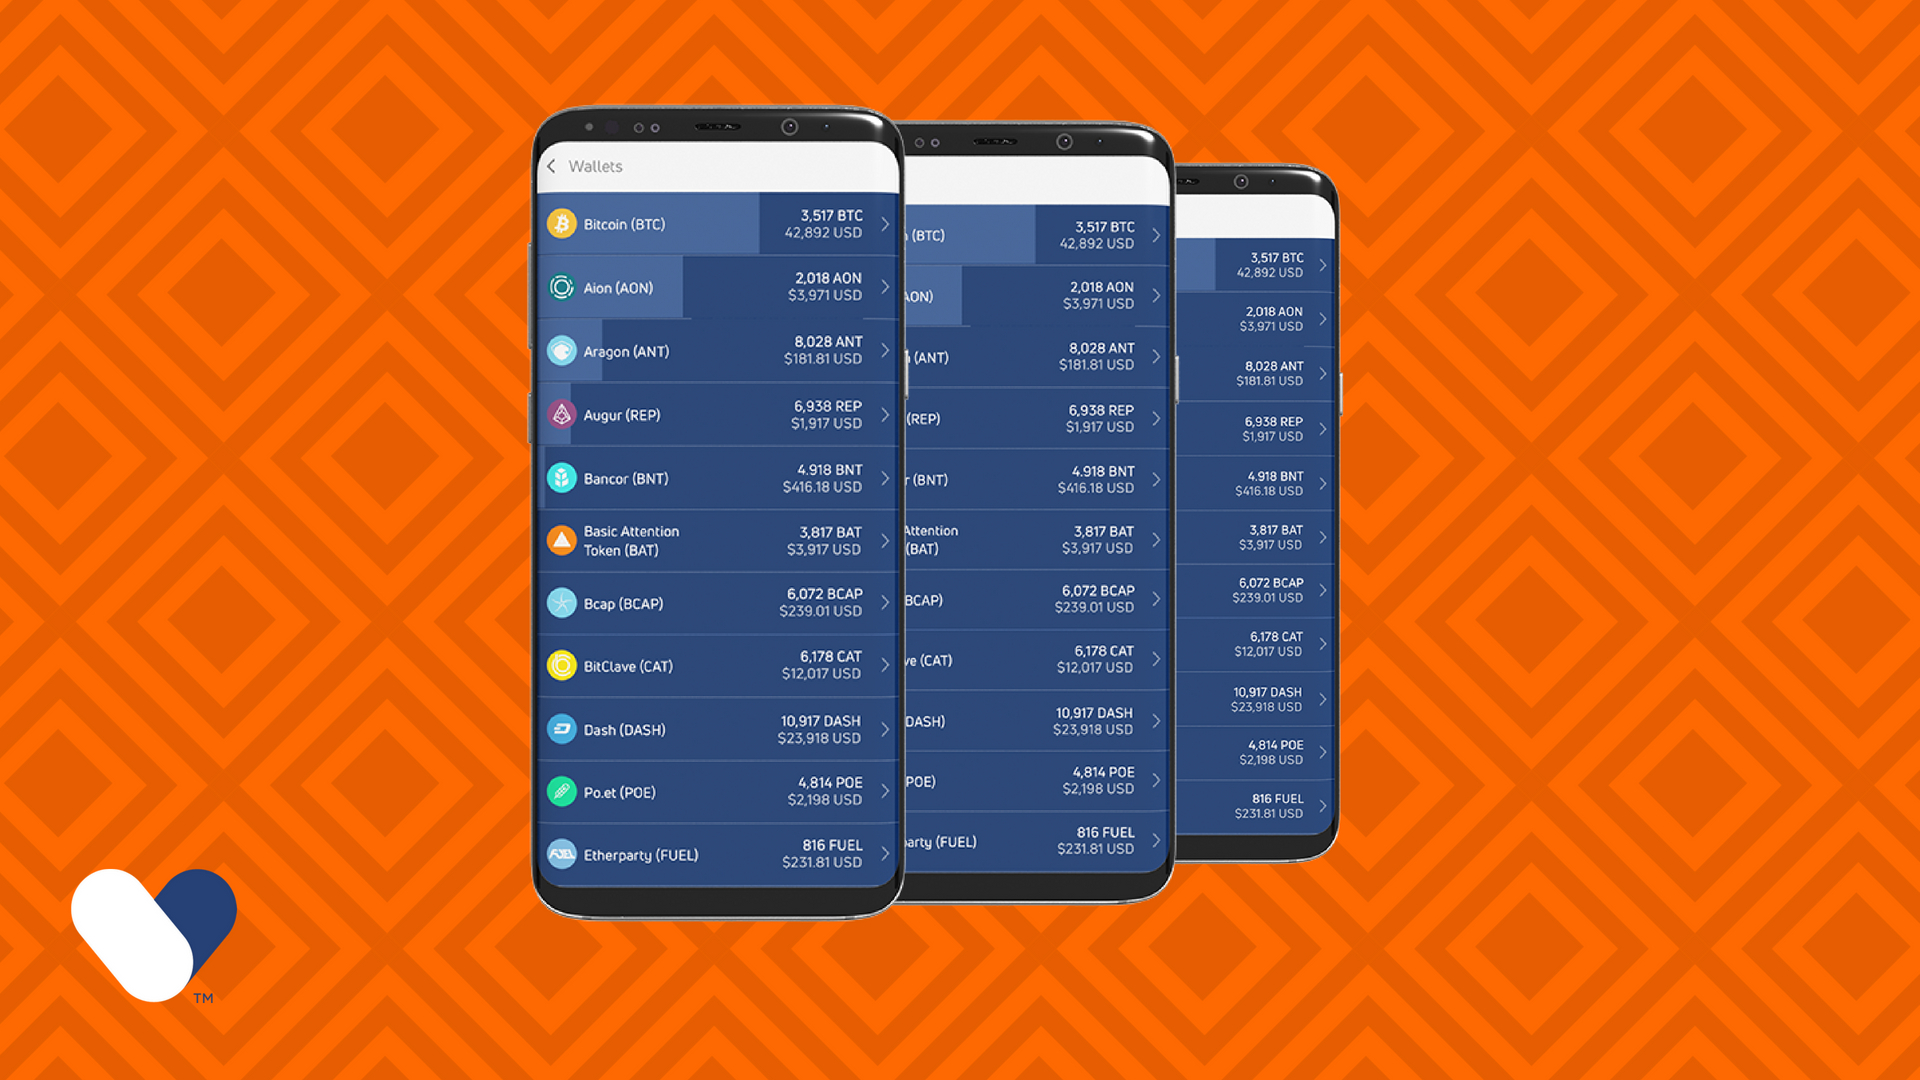 Wallets
Bitcoin (BTC)
3,517 BTC
42,892 USD
Aion (AON)
2,018 AON
$3,971 USD
Aragon (ANT)
8,028 ANT
$181.81 USD
Augur (REP)
6,938 REP
$1,917 USD
Bancor (BNT)
4.918 BNT
$416.18 USD
Basic Attention
Token (BAT)
3,817 BAT
$3,917 USD
Bcap (BCAP)
6,072 BCAP
$239.01 USD
BitClave (CAT)
6,178 CAT
$12,017 USD
Dash (DASH)
10,917 DASH
$23,918 USD
Po.et (POE)
4,814 POE
$2,198 USD
FUEL
Etherparty (FUEL)
816 FUEL
$231.81 USD
(BTC)
3,517 BTC
42,892 USD
AON)
2,018 AON
$3,971 USD
(ANT)
8,028 ANT
$181.81 USD
(REP)
6,938 REP
$1,917 USD
r (BNT)
4.918 BNT
$416.18 USD
Attention
(BAT)
3,817 BAT
$3,917 USD
BCAP)
6,072 BCAP
$239.01 USD
ve (CAT)
6,178 CAT
$12,017 USD
DASH)
10,917 DASH
$23,918 USD
POE)
4,814 POE
$2,198 USD
arty (FUEL)
816 FUEL
$231.81 USD
3,517 BTC
42,892 USD
2,018 AON
$3,971 USD
8,028 ANT
$181.81 USD
6,938 REP
$1,917 USD
4.918 BNT
$416.18 USD
3,817 BAT
$3,917 USD
6,072 BCAP
$239.01 USD
6,178 CAT
$12,017 USD
10,917 DASH
$23,918 USD
4,814 POE
$2,198 USD
816 FUEL
$231.81 USD
TM